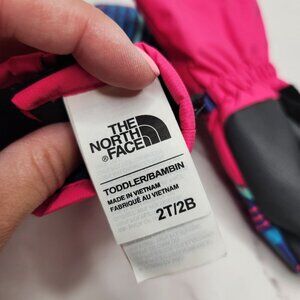 THE
NORTH
FACE
TODDLER/BAMBIN
MADE IN VIETNAM
FABRIQUÉ AU VIETNAM
2T/2B